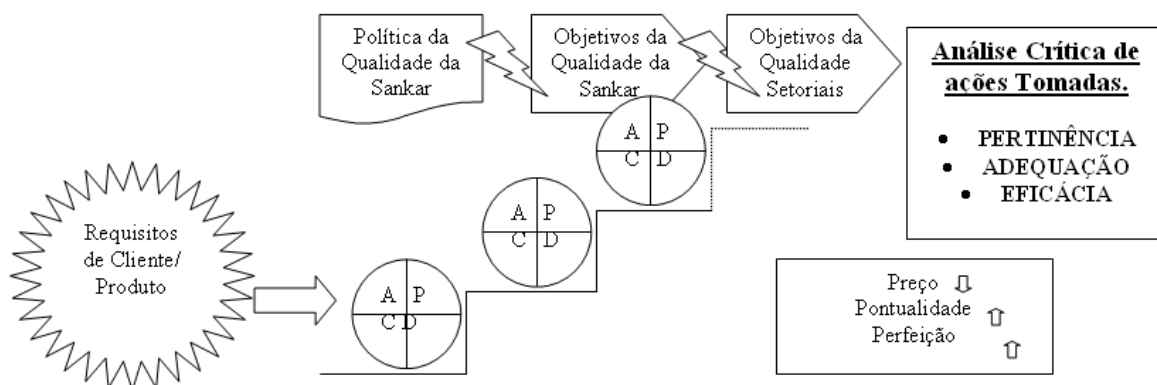 Política da
Qualidade da
Sankar
Objetivos da
Qualidade da
Sankar
Objetivos da
Qualidade
Setoriais
Análise Crítica de
ações Tomadas.
• PERTINÊNCIA
• ADEQUAÇÃO
• EFICÁCIA
A P
C D
A P
C D
A P
C D
Requisitos
de Cliente/
Produto
Preço
Pontualidade
Perfeição